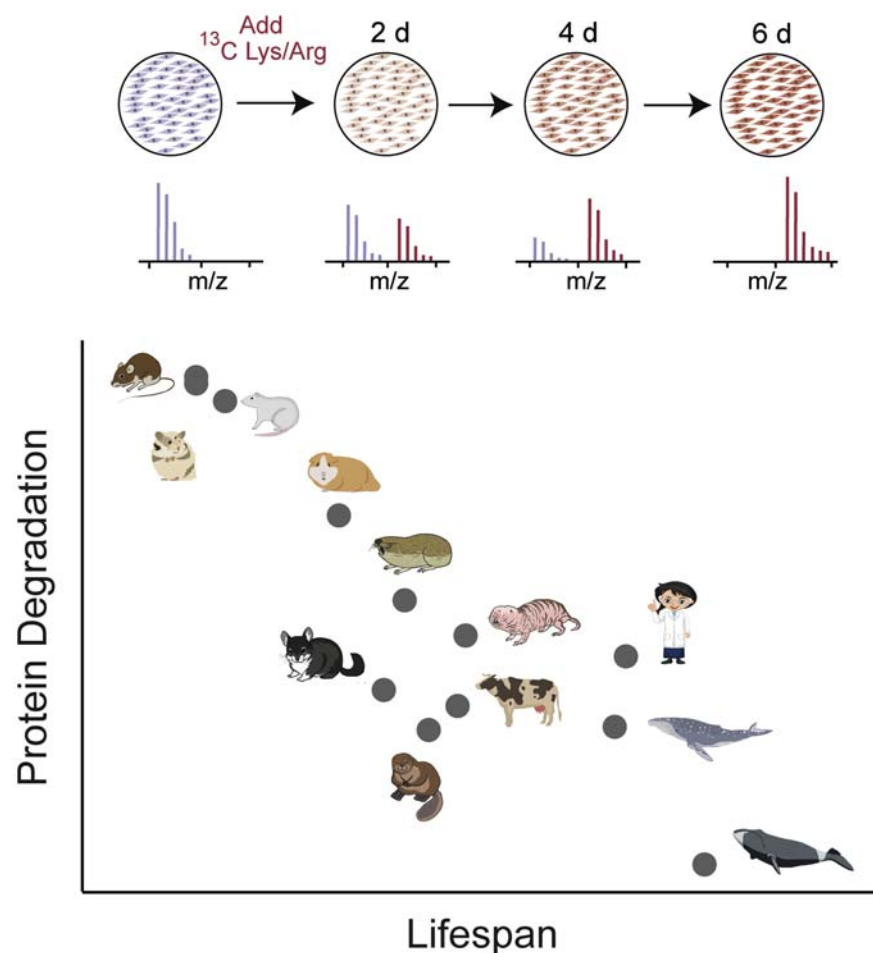 Add
¹³C Lys/Arg
2 d
4 d
6 d
m/z
m/z
m/z
m/z
Protein Degradation
Lifespan